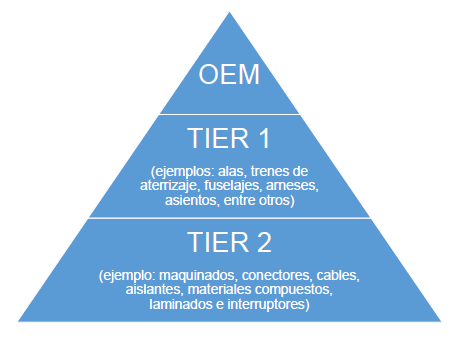 OEM
TIER 1
(ejemplos: alas, trenes de
aterrizaje, fuselajes, arneses,
asientos, entre otros)
TIER 2
(ejemplo: maquinados, conectores, cables,
aislantes, materiales compuestos,
laminados e interruptores)